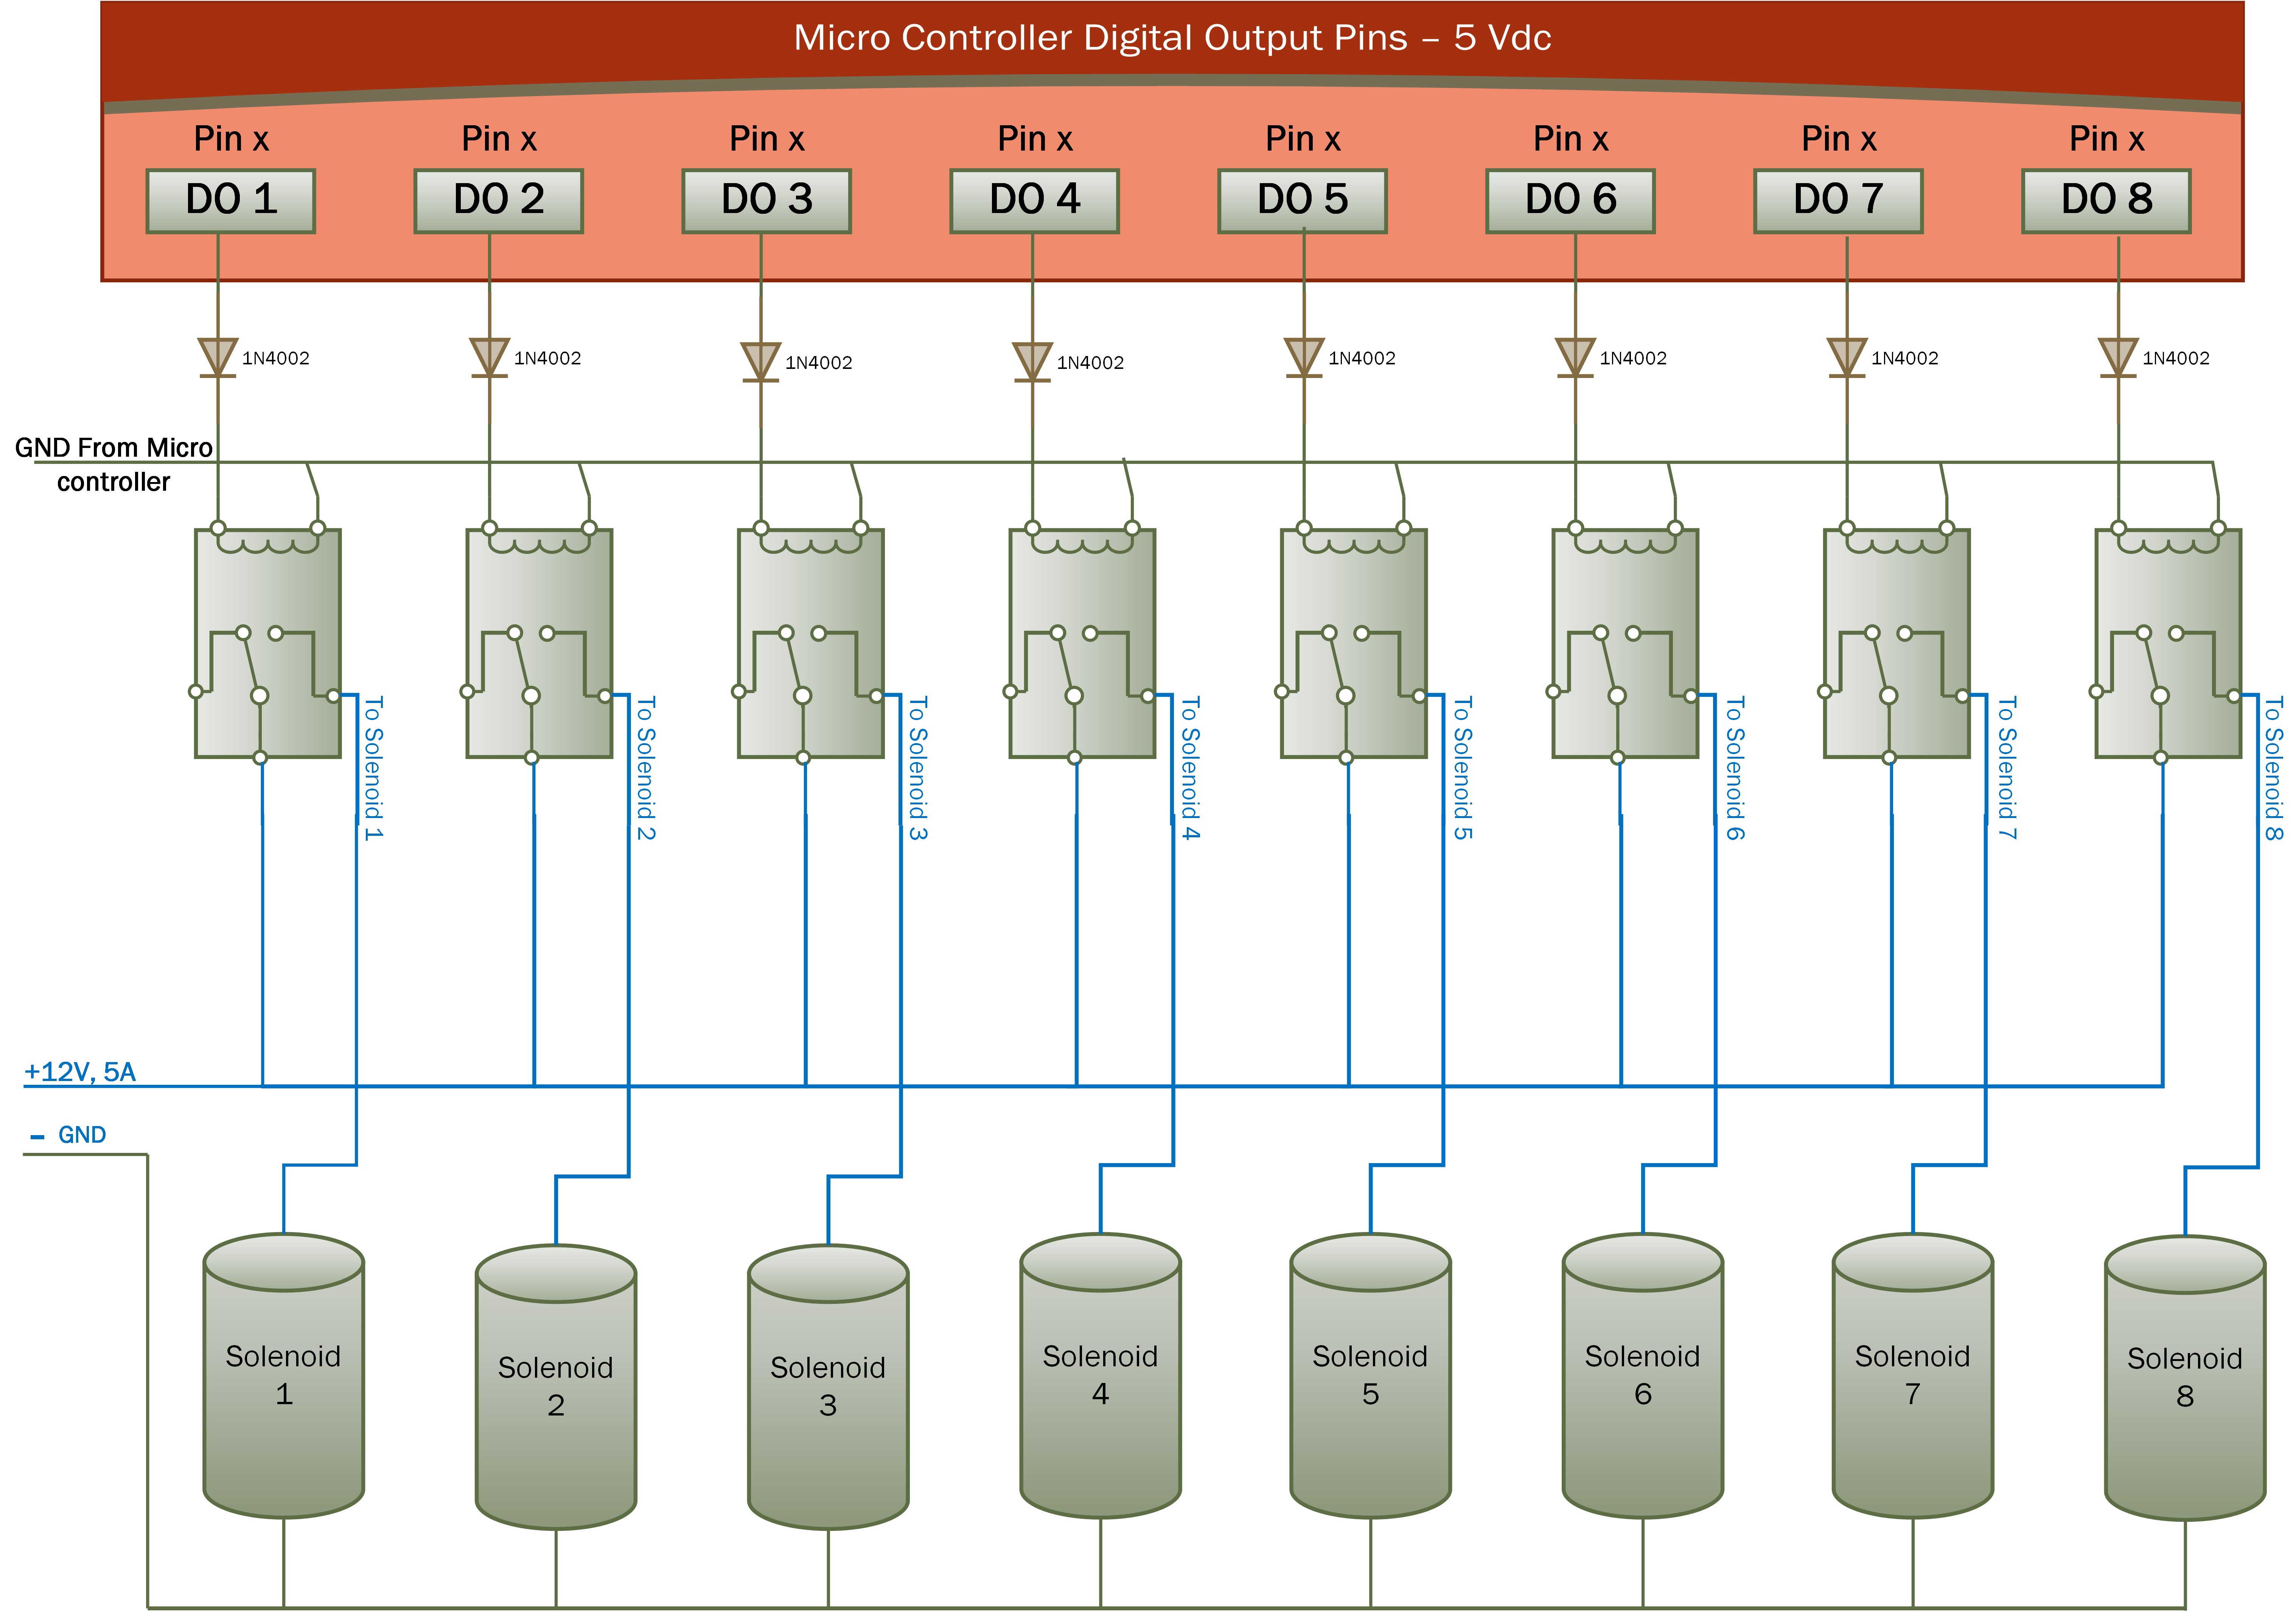 Micro Controller Digital Output Pins – 5 Vdc
Pin x
Pin x
Pin x
Pin x
Pin x
Pin x
Pin x
Pin x
DO 1
DO 2
DO 3
DO 4
DO 5
DO 6
DO 7
DO 8
1N4002
1N4002
1N4002
1N4002
1N4002
1N4002
1N4002
1N4002
GND From Micro
controller
To Solenoid 1
To Solenoid 2
To Solenoid 3
To Solenoid 4
To Solenoid 5
To Solenoid 6
To Solenoid 7
To Solenoid 8
+12V, 5A
– GND
Solenoid
1
Solenoid
2
Solenoid
3
Solenoid
4
Solenoid
5
Solenoid
6
Solenoid
7
Solenoid
8